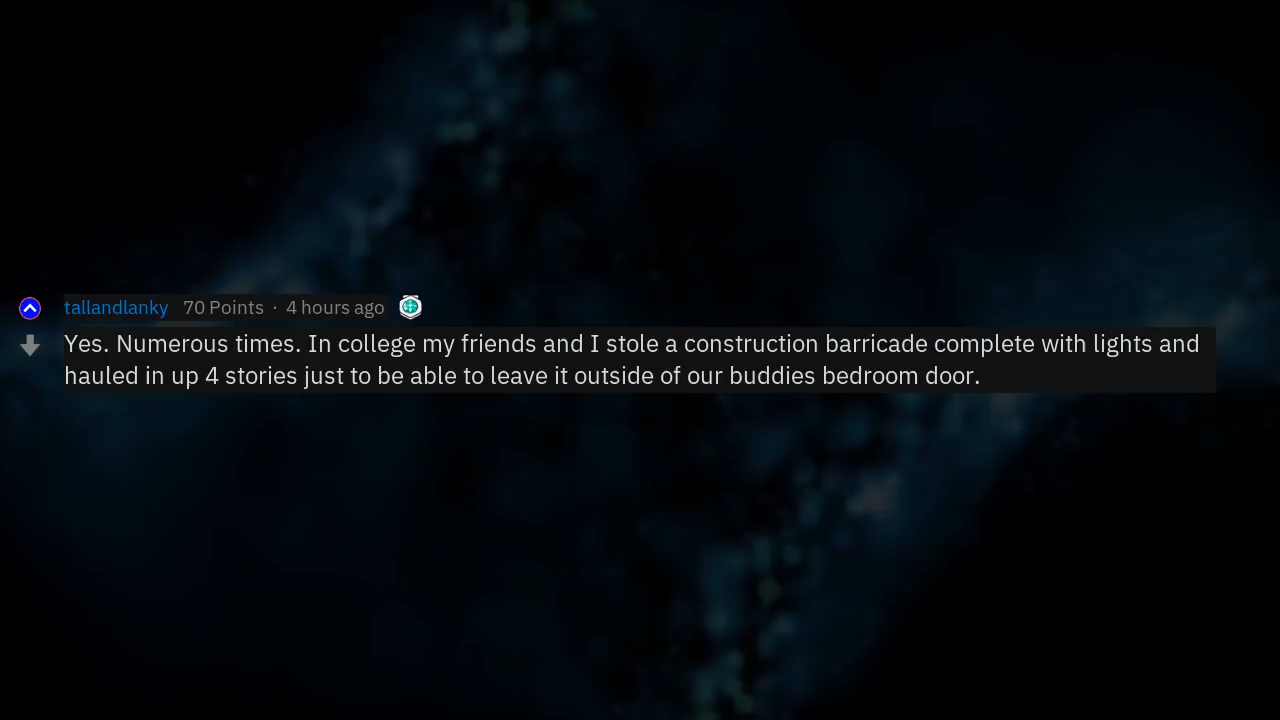 tallandlanky 70 Points · 4 hours ago
Yes. Numerous times. In college my friends and I stole a construction barricade complete with lights and
hauled in up 4 stories just to be able to leave it outside of our buddies bedroom door.